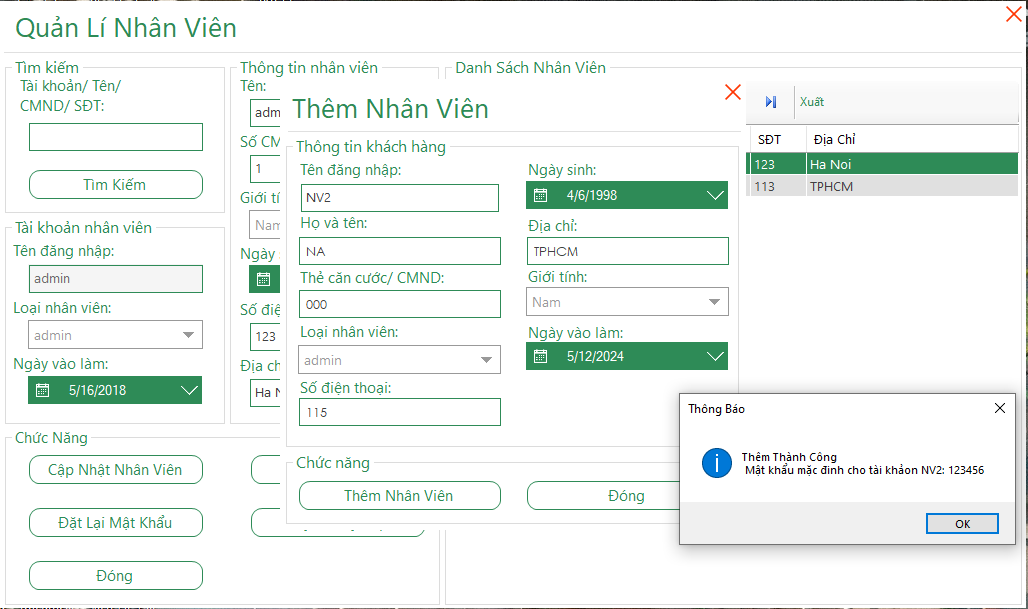 Quản Lí Nhân Viên
Tìm kiếm
Tài khoản/ Tên/
CMND/ SĐT:
Tìm Kiếm
Tài khoản nhân viên
Tên đăng nhập:
admin
Loại nhân viên:
admin
Ngày vào làm:
5/16/2018
Chức Năng
Cập Nhật Nhân Viên
Đặt Lại Mật Khẩu
Đóng
Thông tin nhân viên
Tên:
adm
Số CM
1
Giới tí
Nam
Ngày
Số điệ
123
Địa ch
Ha N
Danh Sách Nhân Viên
Xuất
SĐT Địa Chỉ
123 Ha Noi
113 TPHCM
Thêm Nhân Viên
Thông tin khách hàng
Tên đăng nhập:
NV2
Họ và tên:
NA
Thẻ căn cước/ CMND:
000
Loại nhân viên:
admin
Số điện thoại:
115
Ngày sinh:
4/6/1998
Địa chỉ:
TPHCM
Giới tính:
Nam
Ngày vào làm:
5/12/2024
Chức năng
Thêm Nhân Viên
Đóng
Thông Báo
Thêm Thành Công
Mật khẩu mặc đinh cho tài khảon NV2: 123456
OK